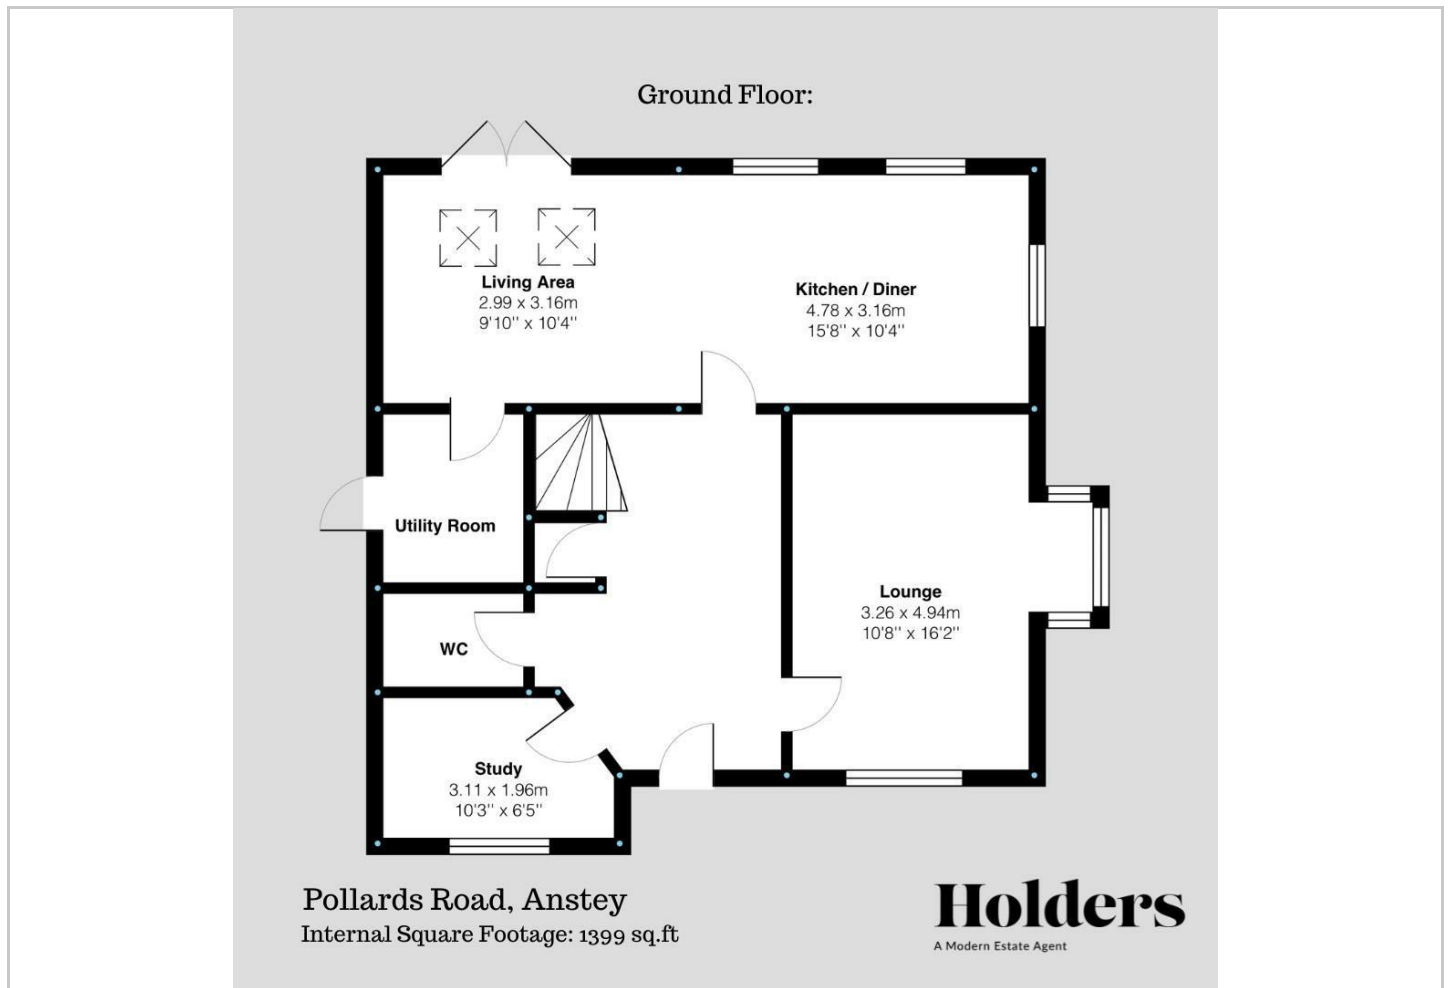 Ground Floor:
Living Area
2.99 x 3.16m
9'10'' x 10'4''
Kitchen / Diner
4.78 x 3.16m
15'8'' x 10'4''
Utility Room
Lounge
3.26 x 4.94m
10'8'' x 16'2''
WC
Study
3.11 x 1.96m
10'3'' x 6'5''
Pollards Road, Anstey
Internal Square Footage: 1399 sq.ft
Holders
A Modern Estate Agent